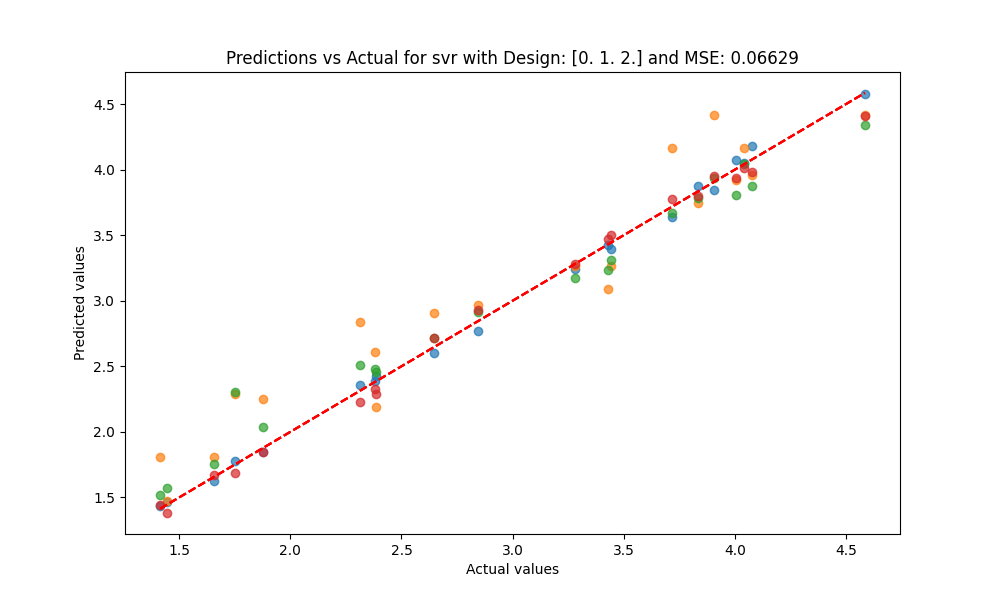 Predictions vs Actual for svr with Design: [0. 1. 2.] and MSE: 0.06629
4.5
4.0
3.5
3.0
2.5
2.0
1.5
Predicted values
1.5 2.0 2.5 3.0 3.5 4.0 4.5
Actual values